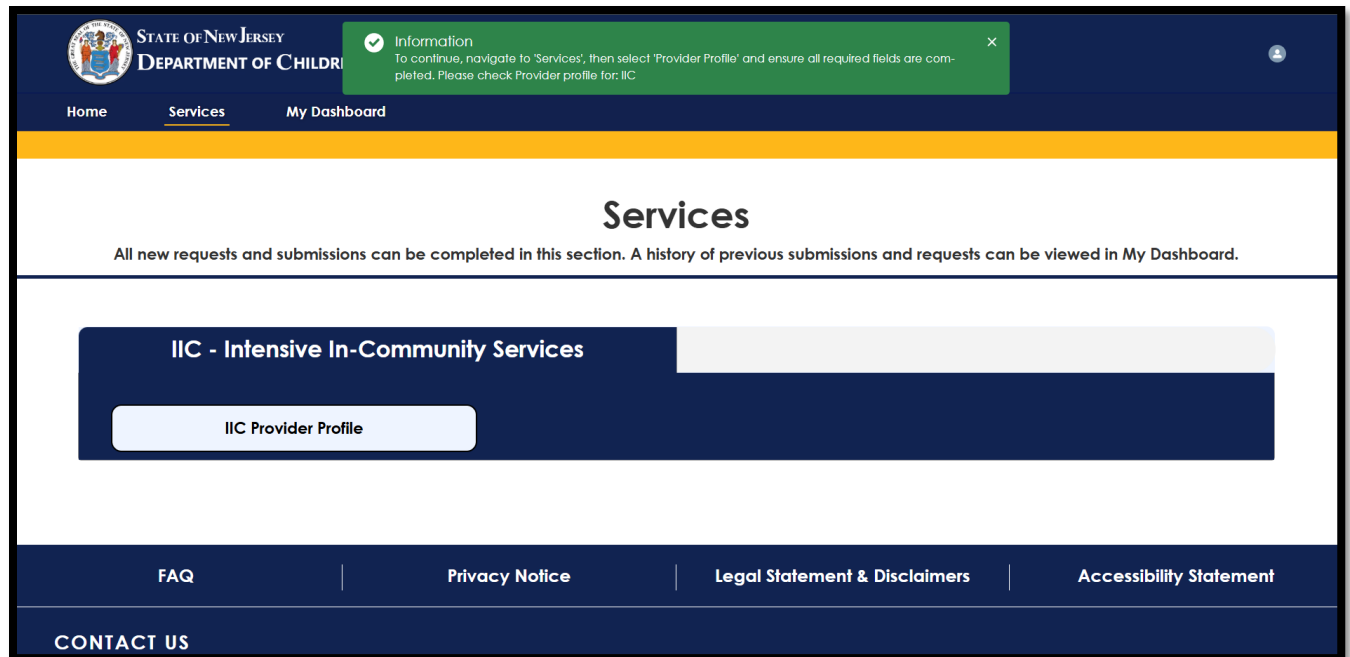 STATE OF NEW JERSEY
DEPARTMENT OF CHILDR
Information
To continue, navigate to 'Services', then select 'Provider Profile' and ensure all required fields are com-
pleted. Please check Provider profile for: IIC
Home Services My Dashboard
Services
All new requests and submissions can be completed in this section. A history of previous submissions and requests can be viewed in My Dashboard.
IIC - Intensive In-Community Services
IIC Provider Profile
FAQ Privacy Notice Legal Statement & Disclaimers Accessibility Statement
CONTACT US